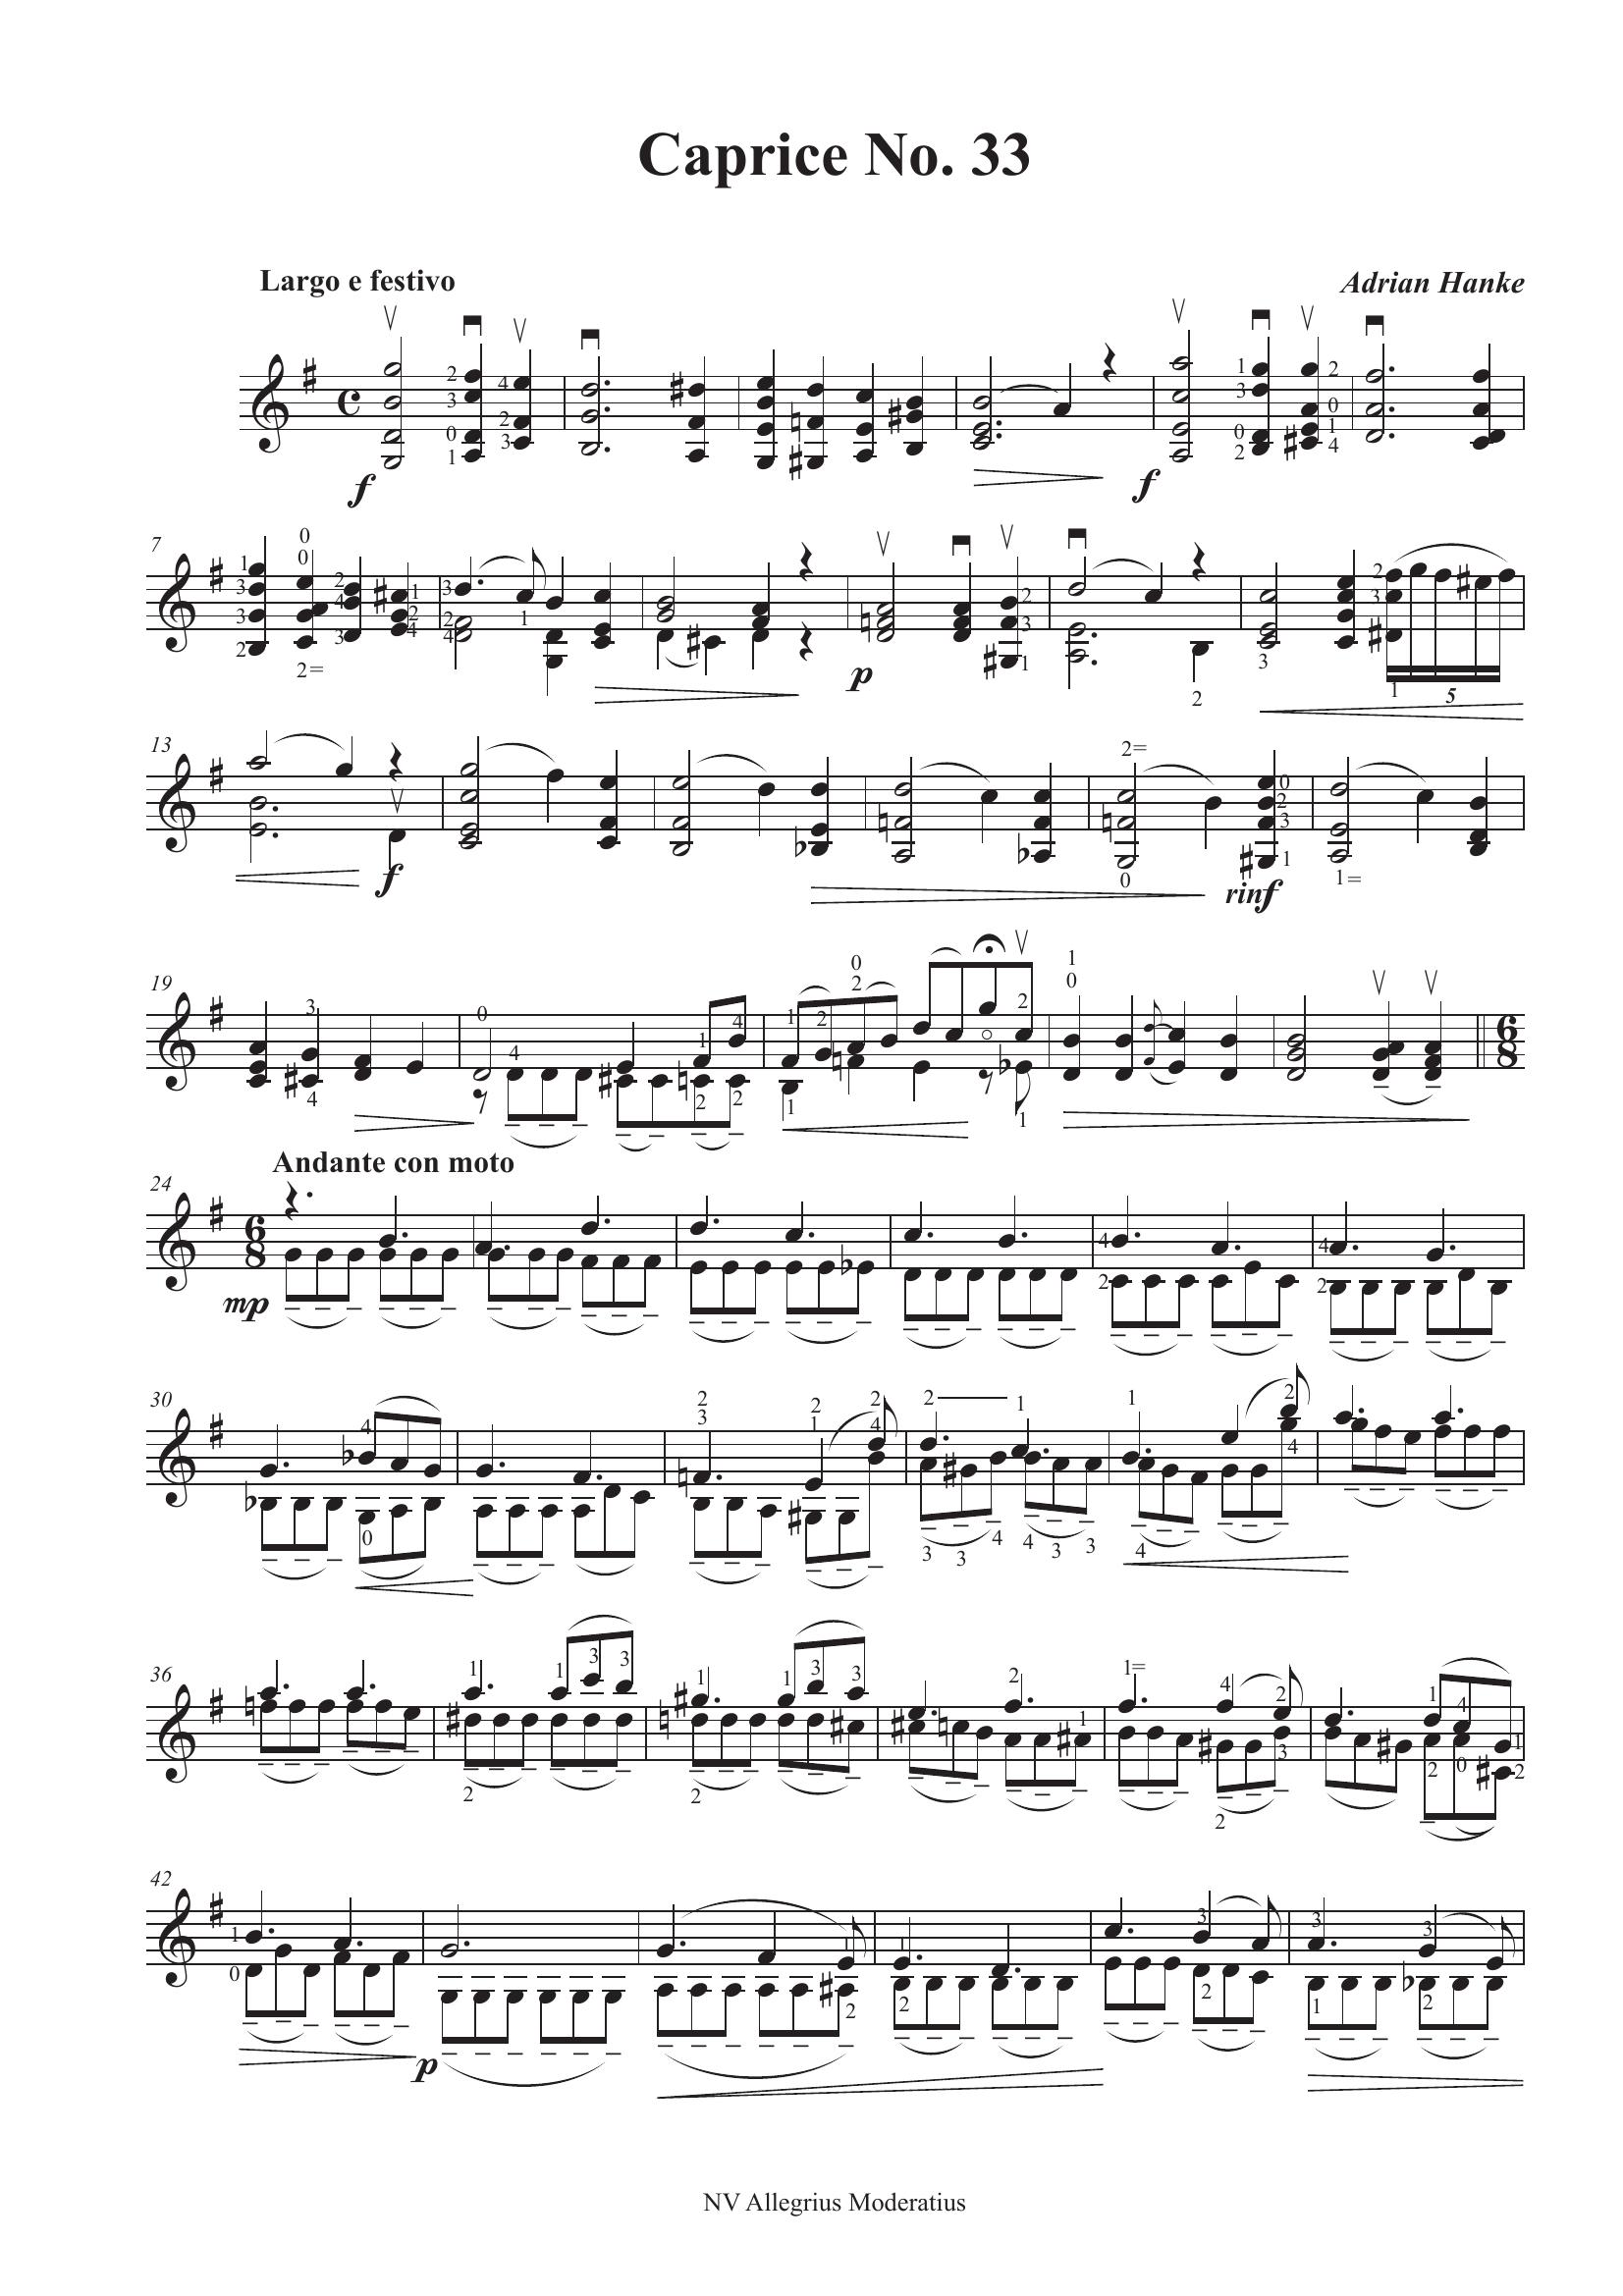 Caprice No. 33
Largo e festivo
Adrian Hanke
f
f
7
p
5
13
f
rinf
19
24
Andante con moto
mp
30
36
42
p
NV Allegrius Moderatius